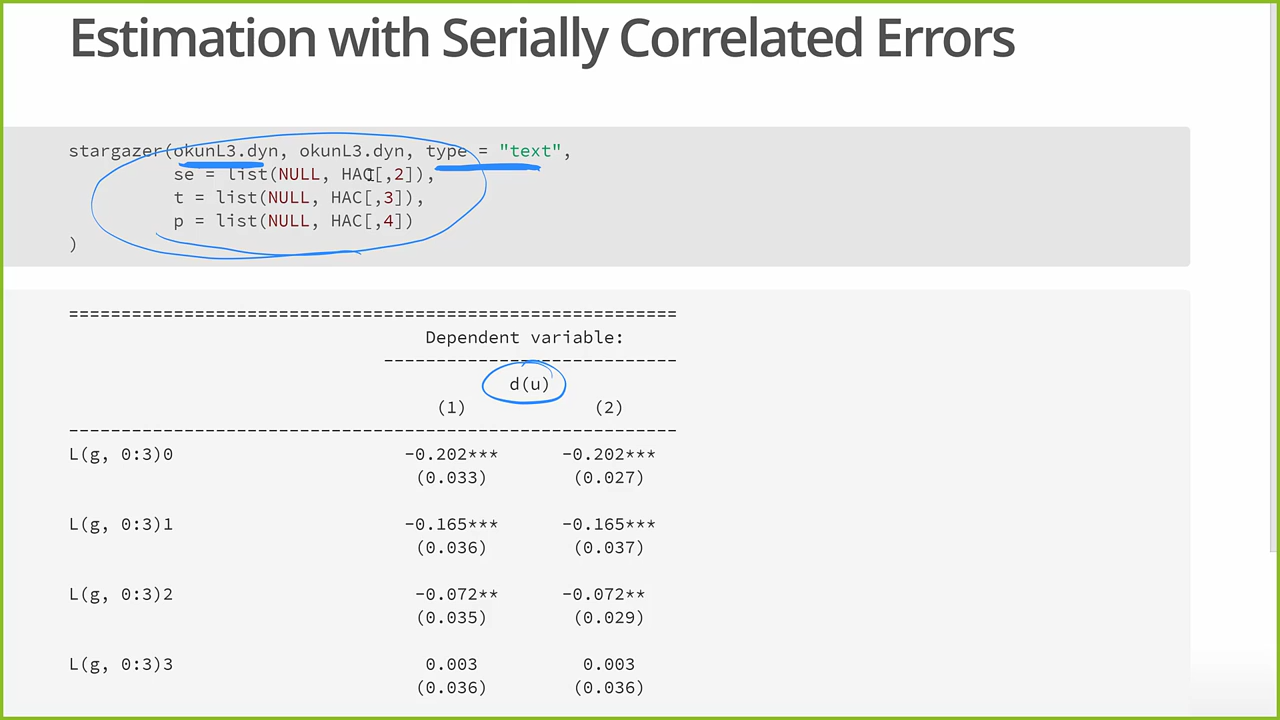 Estimation with Serially Correlated Errors
stargazer(okunL3.dyn, okunL3.dyn, type = "text",
se = list(NULL, HAC[,2]),
t = list(NULL, HAC[,3]),
p = list(NULL, HAC[,4])
)
==========================================================
Dependent variable:
----------------------------
d(u)
(1) (2)
----------------------------------------------------------
L(g, 0:3)0 -0.202*** -0.202***
(0.033) (0.027)
L(g, 0:3)1 -0.165*** -0.165***
(0.036) (0.037)
L(g, 0:3)2 -0.072** -0.072**
(0.035) (0.029)
L(g, 0:3)3 0.003 0.003
(0.036) (0.036)